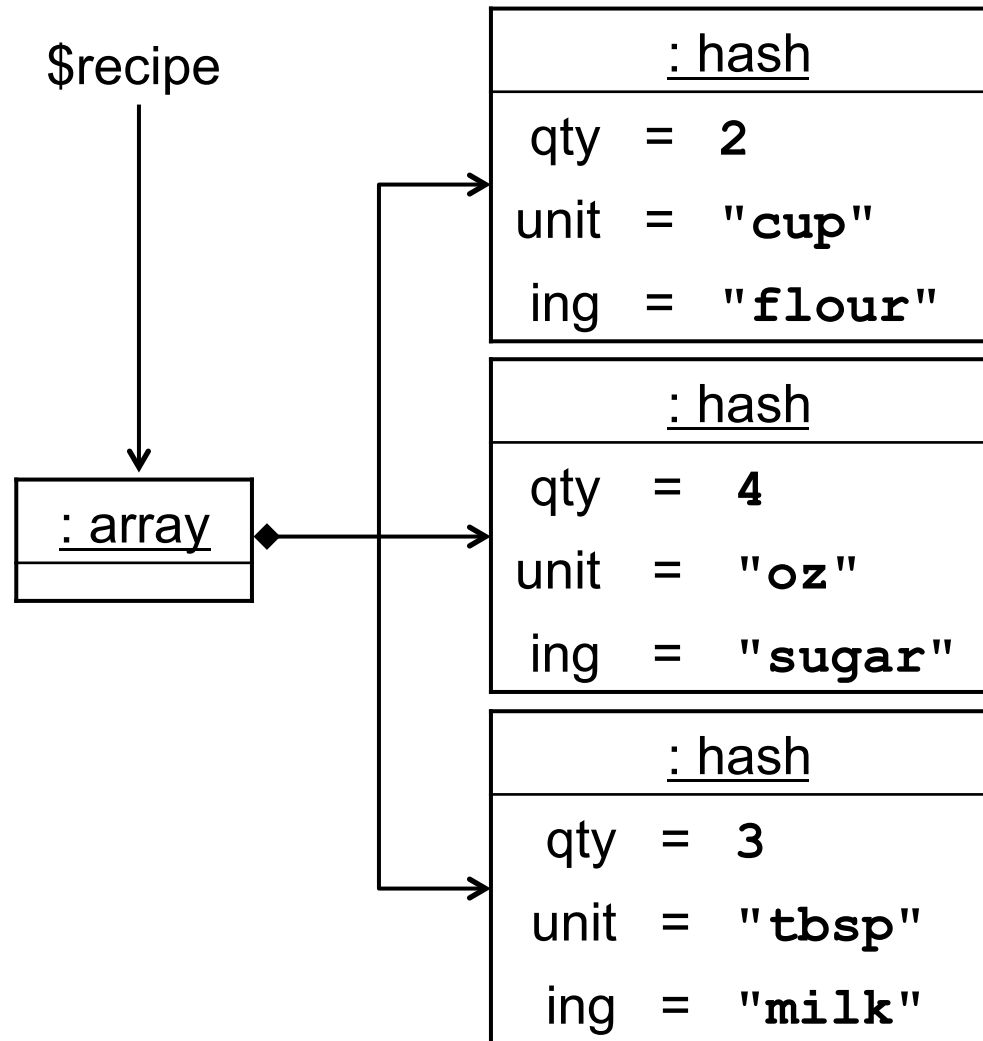 $recipe
: array
: hash
qty = 2
unit = "cup"
ing = "flour"
: hash
qty = 4
unit = "oz"
ing = "sugar"
: hash
qty = 3
unit = "tbsp"
ing = "milk"